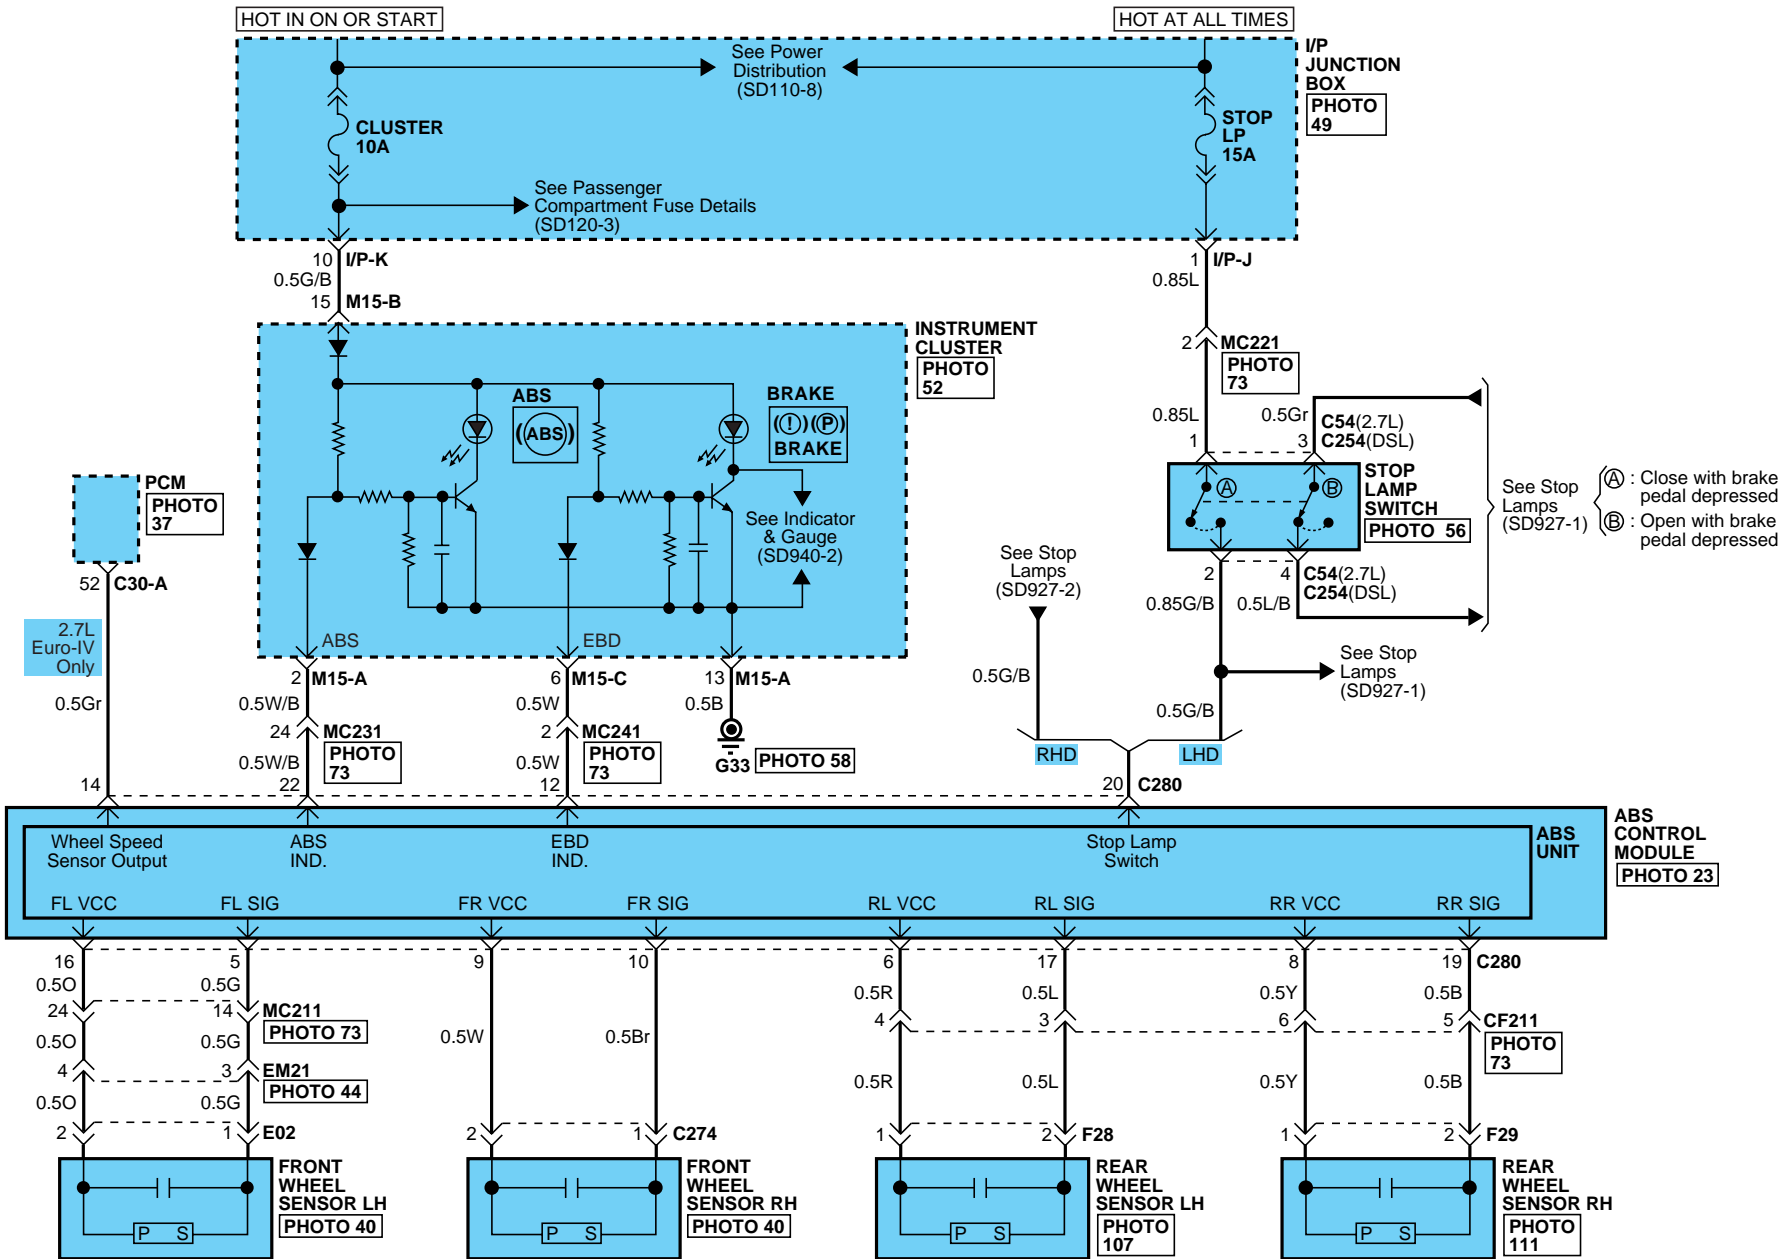 HOT IN ON OR START
HOT AT ALL TIMES
See Power
Distribution
(SD110-8)
I/P
JUNCTION
BOX
PHOTO
49
CLUSTER
10A
STOP
LP
15A
See Passenger
Compartment Fuse Details
(SD120-3)
10 I/P-K
0.5G/B
15 M15-B
1 I/P-J
0.85L
2 MC221
PHOTO
73
0.85L
0.5Gr
C54(2.7L)
C254(DSL)
1
3
INSTRUMENT
CLUSTER
PHOTO
52
ABS
(ABS)
BRAKE
(!)(P)
BRAKE
See Indicator
& Gauge
(SD940-2)
ABS
EBD
STOP
LAMP
SWITCH
PHOTO 56
A
B
See Stop
Lamps
(SD927-1)
A : Close with brake
pedal depressed
B : Open with brake
pedal depressed
PCM
PHOTO
37
52 C30-A
2.7L
Euro-IV
Only
0.5Gr
14
2 M15-A
0.5W/B
24 MC231
PHOTO
73
0.5W/B
22
6 M15-C
0.5W
2 MC241
PHOTO
73
0.5W
12
13 M15-A
0.5B
G33 PHOTO 58
See Stop
Lamps
(SD927-2)
0.5G/B
2
4 C54(2.7L)
C254(DSL)
0.85G/B
0.5L/B
See Stop
Lamps
(SD927-1)
0.5G/B
RHD
LHD
20 C280
Wheel Speed
Sensor Output
ABS
IND.
EBD
IND.
Stop Lamp
Switch
ABS
UNIT
ABS
CONTROL
MODULE
PHOTO 23
FL VCC
FL SIG
FR VCC
FR SIG
RL VCC
RL SIG
RR VCC
RR SIG
16
5
9
10
6
17
8
19 C280
0.5O
0.5G
0.5R
0.5L
0.5Y
0.5B
24
14 MC211
PHOTO 73
4
3
6
5 CF211
PHOTO
73
0.5O
0.5G
0.5W
0.5Br
4
3 EM21
PHOTO 44
0.5R
0.5L
0.5Y
0.5B
0.5O
0.5G
2
1 E02
2
1 C274
1
2 F28
1
2 F29
FRONT
WHEEL
SENSOR LH
PHOTO 40
P S
FRONT
WHEEL
SENSOR RH
PHOTO 40
P S
REAR
WHEEL
SENSOR LH
PHOTO
107
P S
REAR
WHEEL
SENSOR RH
PHOTO
111
P S